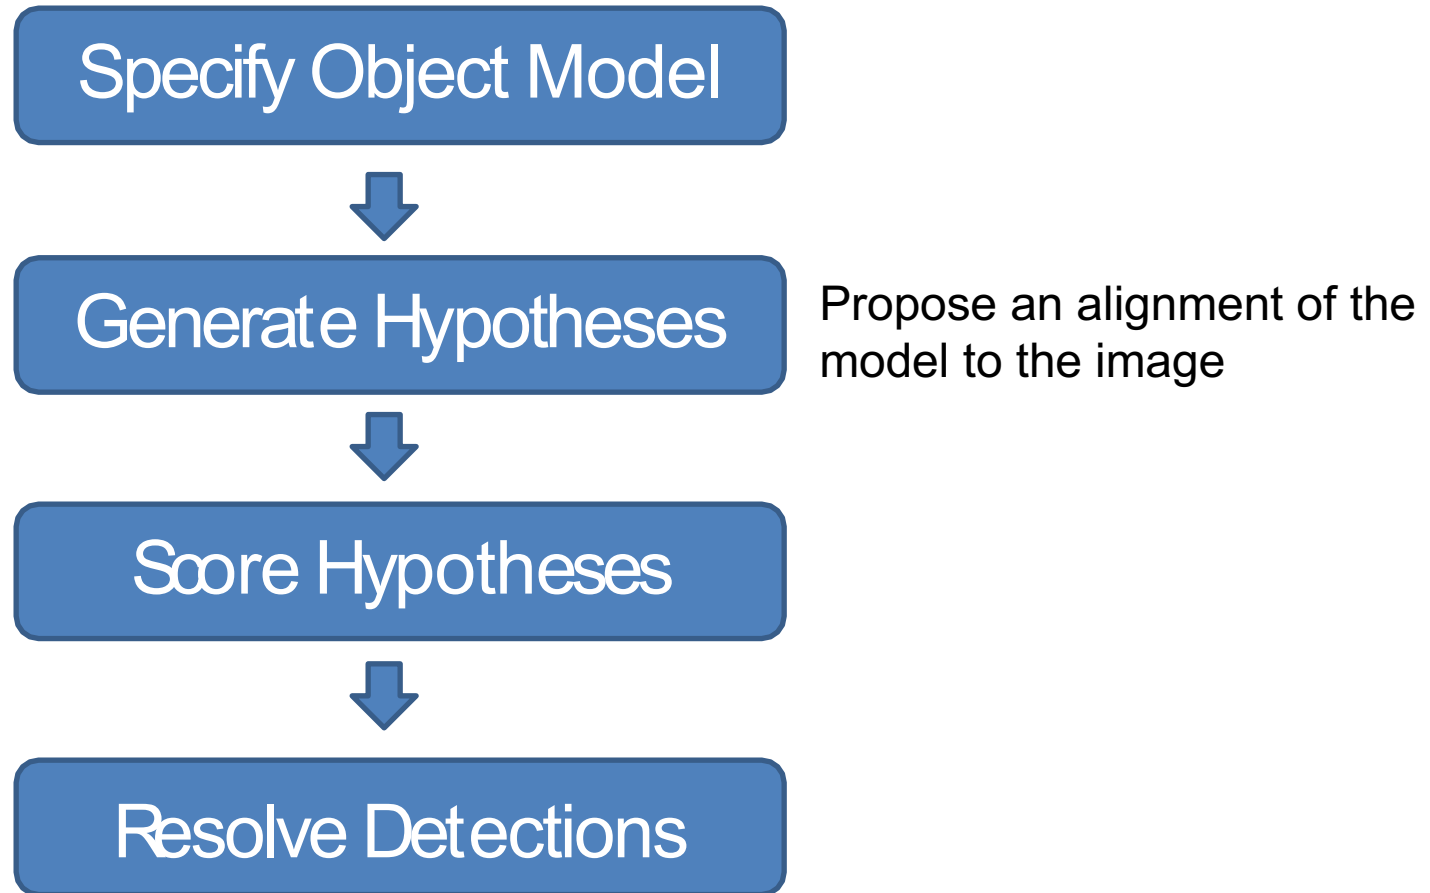 Specify Object Model
Generate Hypotheses
Propose an alignment of the
model to the image
Score Hypotheses
Resolve Detections